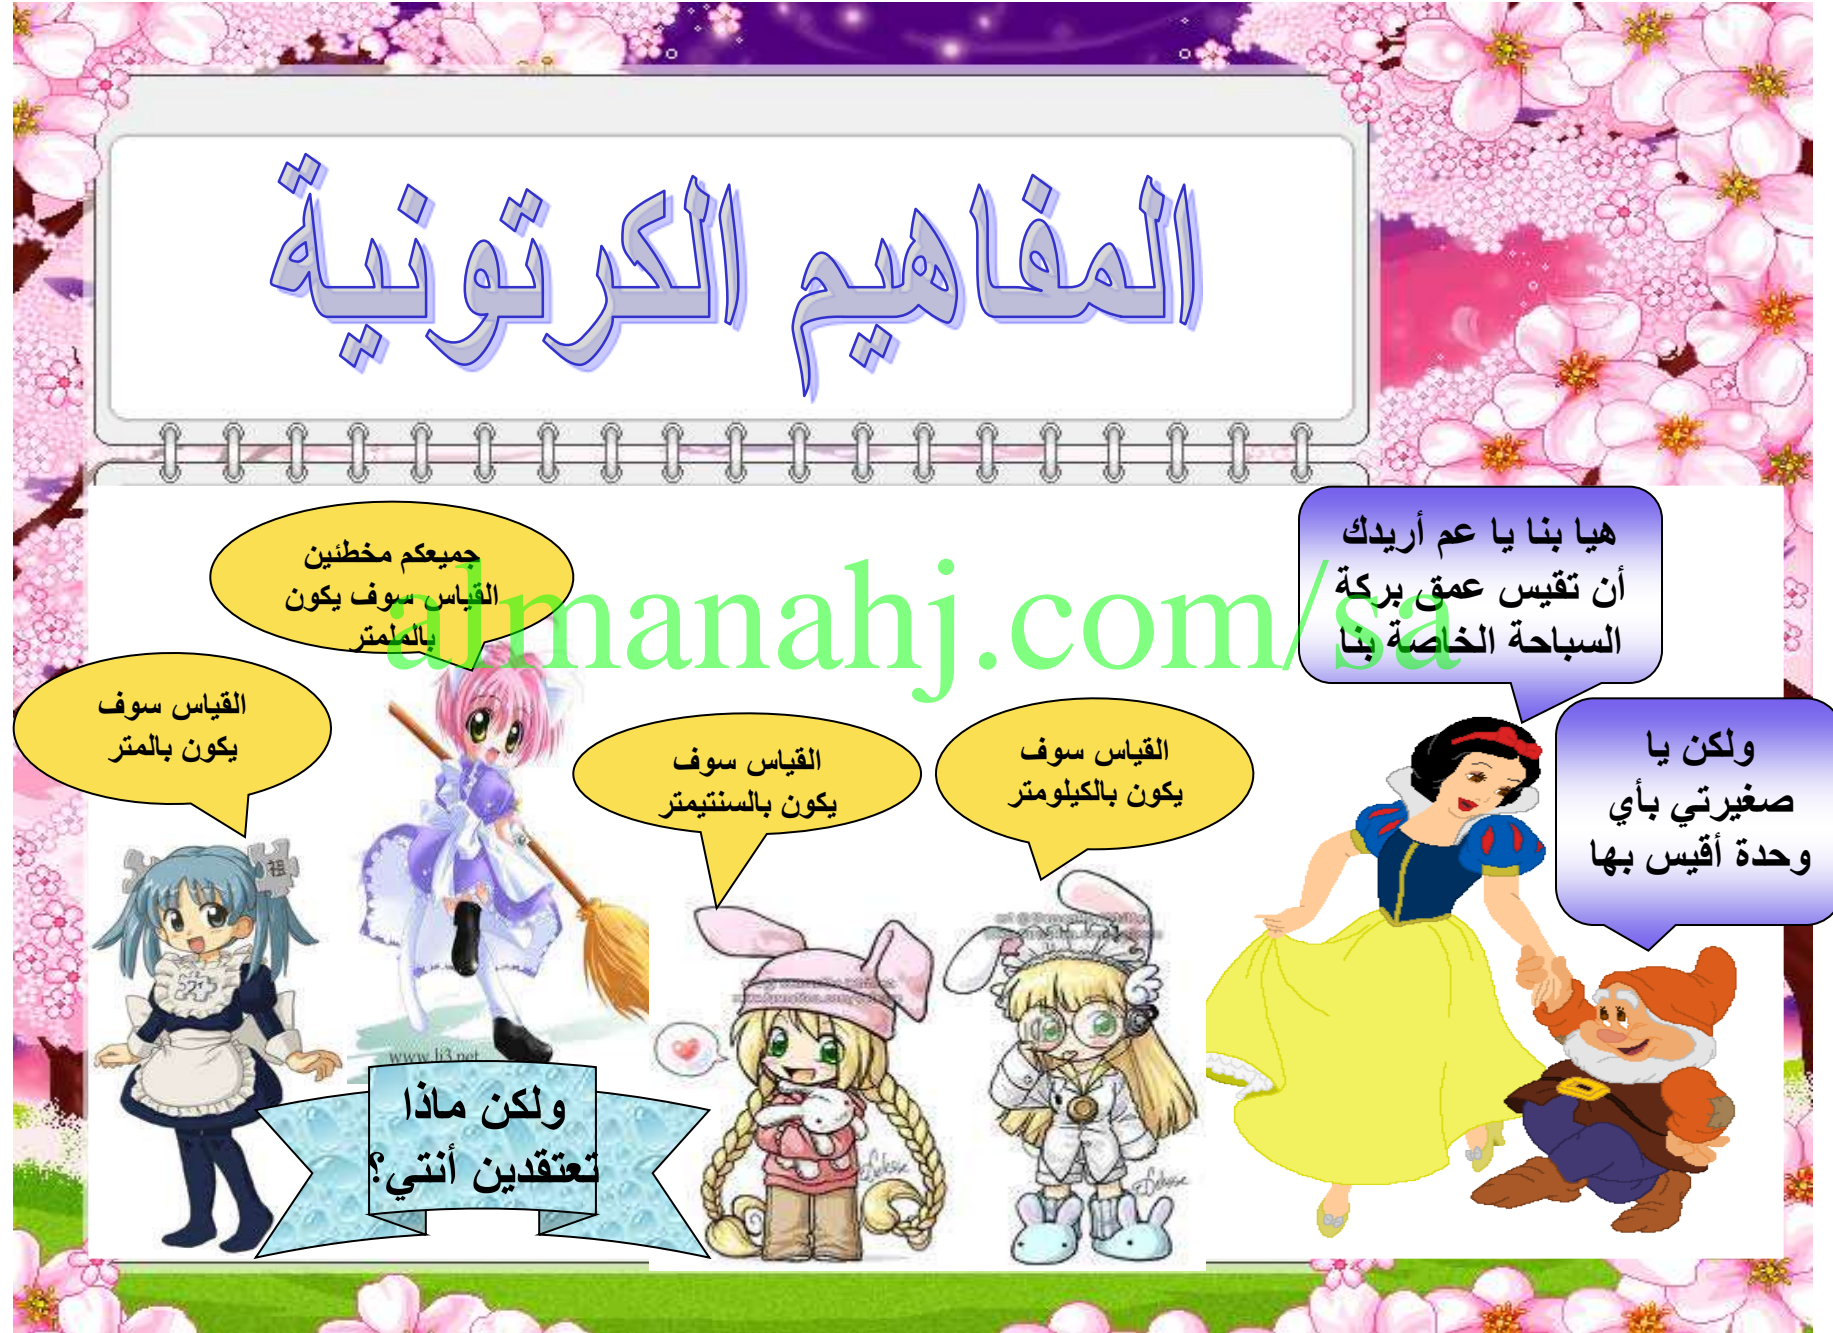 المفاهيم الكرتونية
هيا بنا يا عم أريدك
أن تقيس عمق بركة
السباحة الخاصة بنا
ولكن يا
صغيرتي بأي
وحدة أقيس بها
القياس سوف
يكون بالكيلومتر
القياس سوف
يكون بالسنتيمتر
جميعكم مخطئين
القياس سوف يكون
بالملمتر
القياس سوف
يكون بالمتر
ولكن ماذا
تعتقدين أنتي؟
almanahj.com/sa
www.li3.net
祖